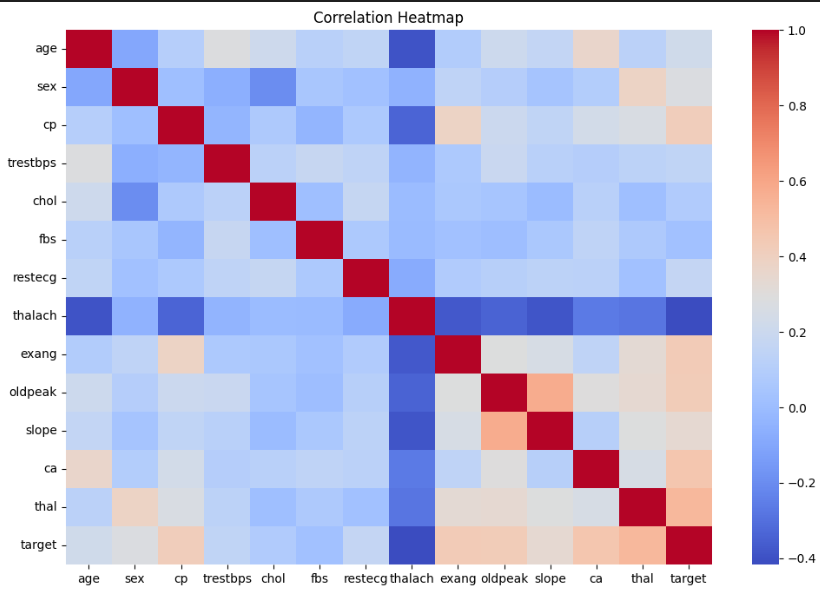 Correlation Heatmap
age
sex
cp
trestbps
chol
fbs
restecg
thalach
exang
oldpeak
slope
ca
thal
target
age sex cp trestbps chol fbs restecg thalach exang oldpeak slope ca thal target
1.0
0.8
0.6
0.4
0.2
0.0
−0.2
−0.4